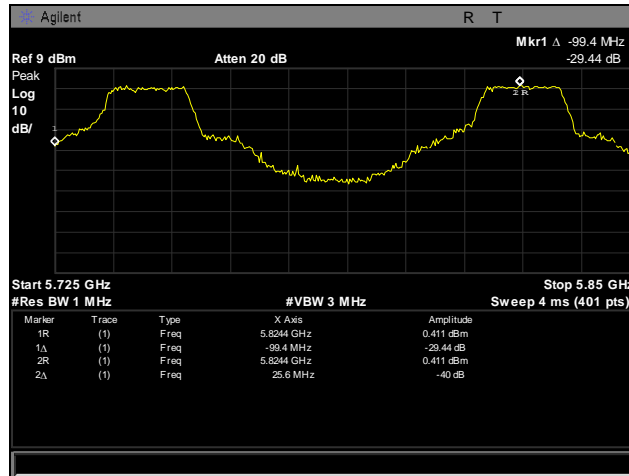 Agilent R T
Mkr1 Δ -99.4 MHz
Ref 9 dBm Atten 20 dB -29.44 dB
Peak
Log
10
dB/
1
2R
Start 5.725 GHz Stop 5.85 GHz
#Res BW 1 MHz #VBW 3 MHz Sweep 4 ms (401 pts)
Marker Trace Type X Axis Amplitude
1R (1) Freq 5.8244 GHz 0.411 dBm
1Δ (1) Freq -99.4 MHz -29.44 dB
2R (1) Freq 5.8244 GHz 0.411 dBm
2Δ (1) Freq 25.6 MHz -40 dB